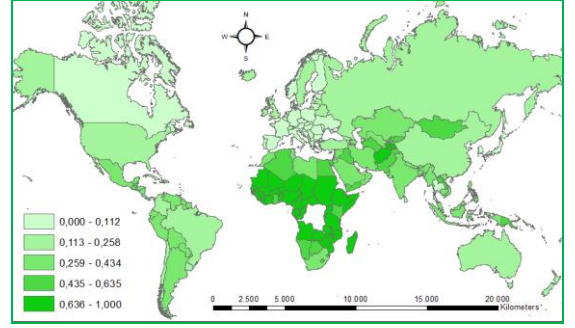 N
W E
S
0,000 - 0,112
0,113 - 0,258
0,259 - 0,434
0,435 - 0,635
0,636 - 1,000
0 2 500 5 000 10 000 15 000 20 000
Kilometers